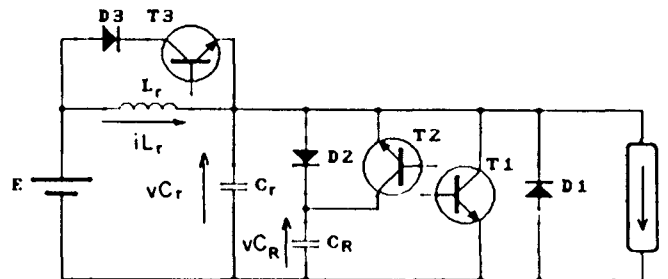 D3 T3
Lr
iLr
T2
D2 T1
E vCr Cr D1
vCR CR